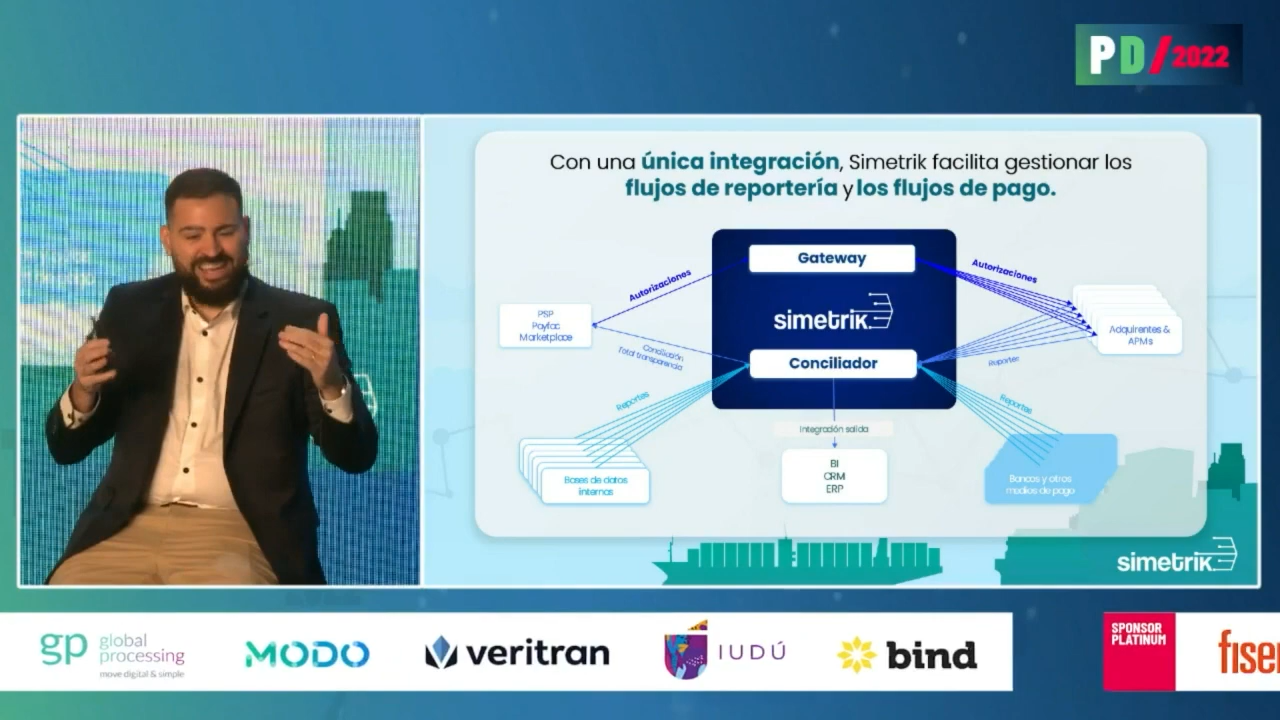 PD/2022
Con una única integración, Simetrik facilita gestionar los
flujos de reportería y los flujos de pago.
Gateway
simetrik
Conciliador
Autorizaciones
Autorizaciones
PSP
Payfac
Marketplace
Conciliación
Total transparencia
Adquirentes &
APMs
Reportes
Reportes
Reportes
Integración salida
Bases de datos
internas
BI
CRM
ERP
Bancos y otros
medios de pago
simetrik
gp global
processing
move digital & simple
MODO
veritran
IUDÚ
bind
SPONSOR
PLATINUM
fiser